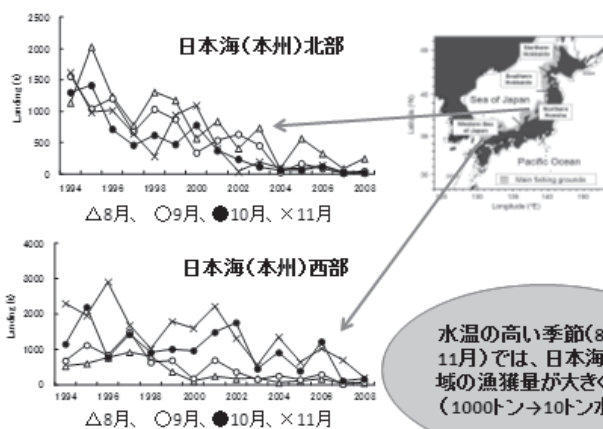 日本海(本州)北部
Landing (t)
2500
2000
1500
1000
500
0
1994 1996 1998 2000 2002 2004 2006 2008
△8月、 ○9月、●10月、×11月
日本海(本州)西部
Landing (t)
4000
3000
2000
1000
0
1994 1996 1998 2000 2002 2004 2006 2008
△8月、 ○9月、●10月、×11月
Sea of Japan
Pacific Ocean
Main fishing grounds
Longitude (°E)
水温の高い季節(8
11月)では、日本海
域の漁獲量が大きく
(1000トン→10トン水